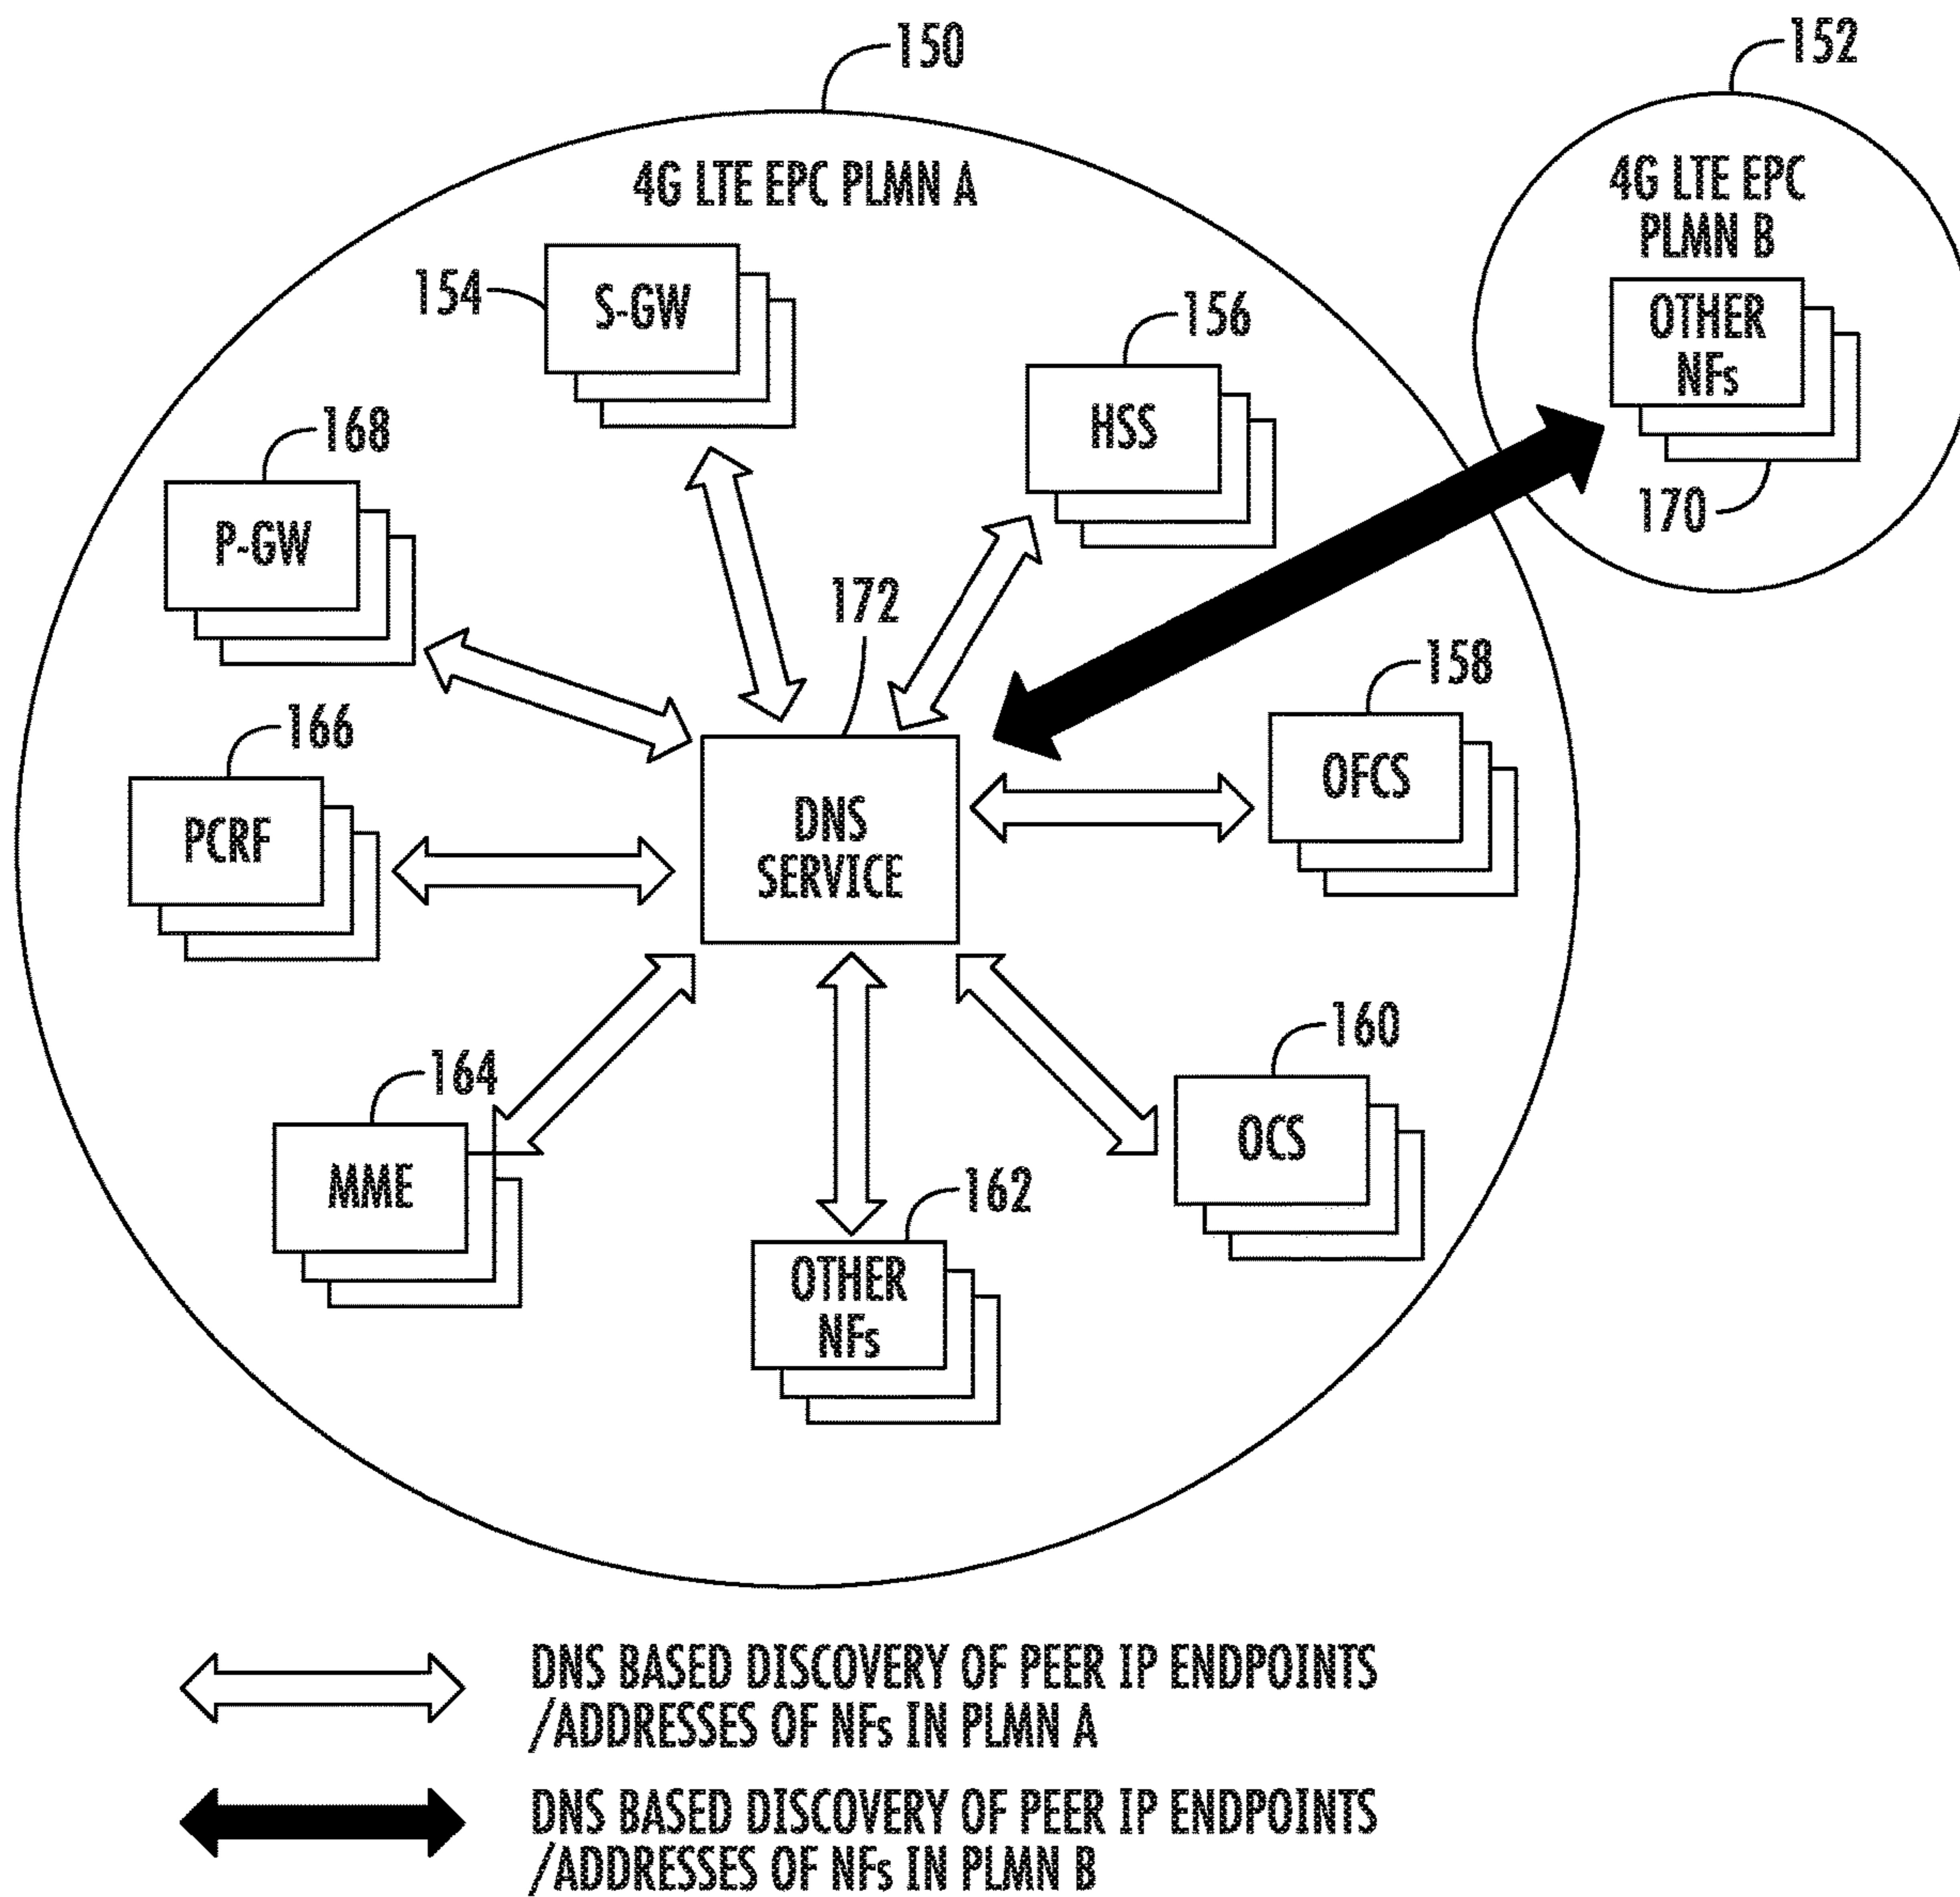 150
152
4G LTE EPC PLMN A
4G LTE EPC
PLMN B
154
S-GW
156
OTHER
NFs
HSS
168
170
P-GW
172
158
166
OFCS
PCRF
DNS
SERVICE
160
164
OCS
MME
162
OTHER
NFs
DNS BASED DISCOVERY OF PEER IP ENDPOINTS
/ADDRESSES OF NFs IN PLMN A
DNS BASED DISCOVERY OF PEER IP ENDPOINTS
/ADDRESSES OF NFs IN PLMN B